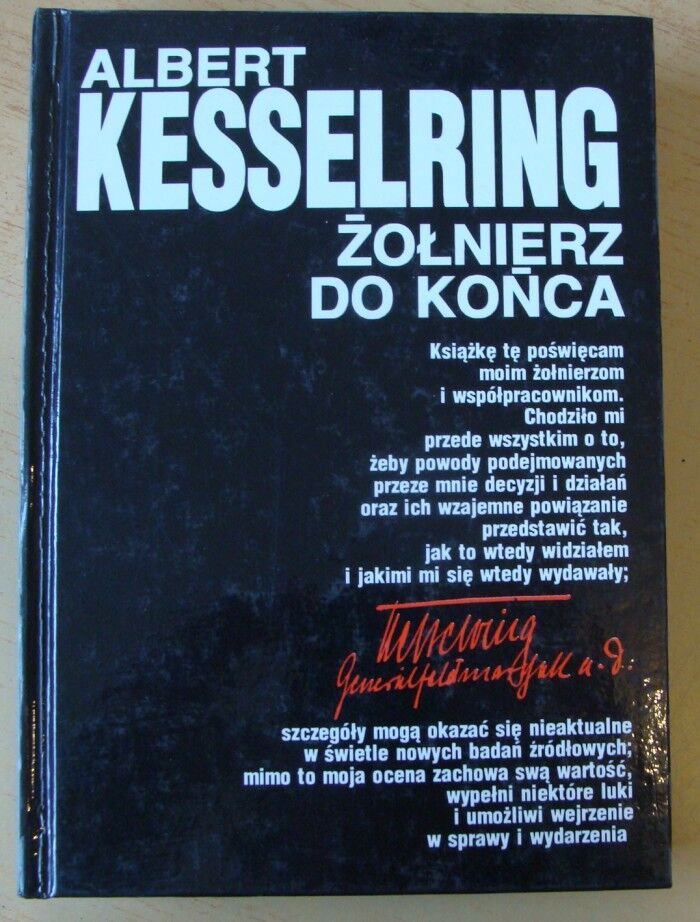 ALBERT
KESSELRING
ŻOŁNIERZ
DO KOŃCA
Książkę tę poświęcam
moim żołnierzom
i współpracownikom.
Chodziło mi
przede wszystkim o to,
żeby powody podejmowanych
przeze mnie decyzji i działań
oraz ich wzajemne powiązanie
przedstawić tak,
jak to wtedy widziałem
i jakimi mi się wtedy wydawały;
Kesselring
Generalfeldmarschall a. D.
szczegóły mogą okazać się nieaktualne
w świetle nowych badań źródłowych;
mimo to moja ocena zachowa swą wartość,
wypełni niektóre luki
i umożliwi wejrzenie
w sprawy i wydarzenia